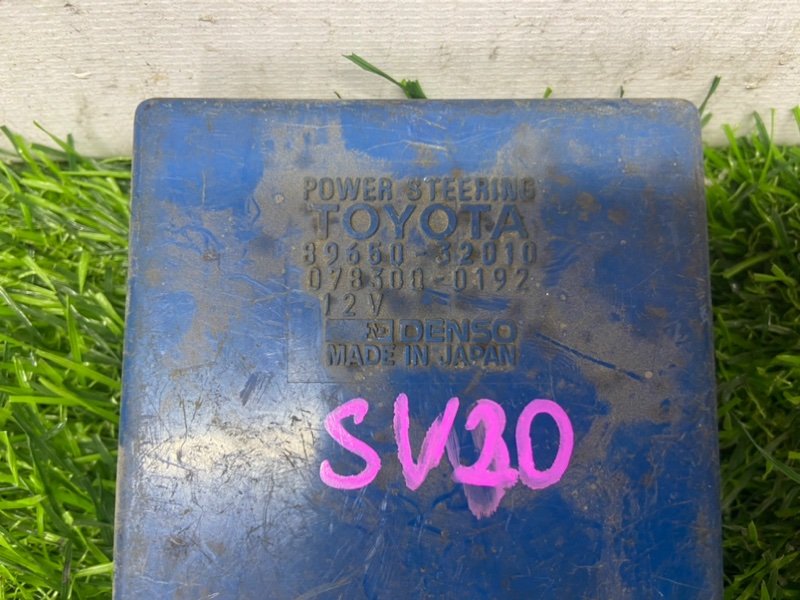 POWER STEERING
TOYOTA
89650-32010
078300-0192
12V
DENSO
MADE IN JAPAN
SV20